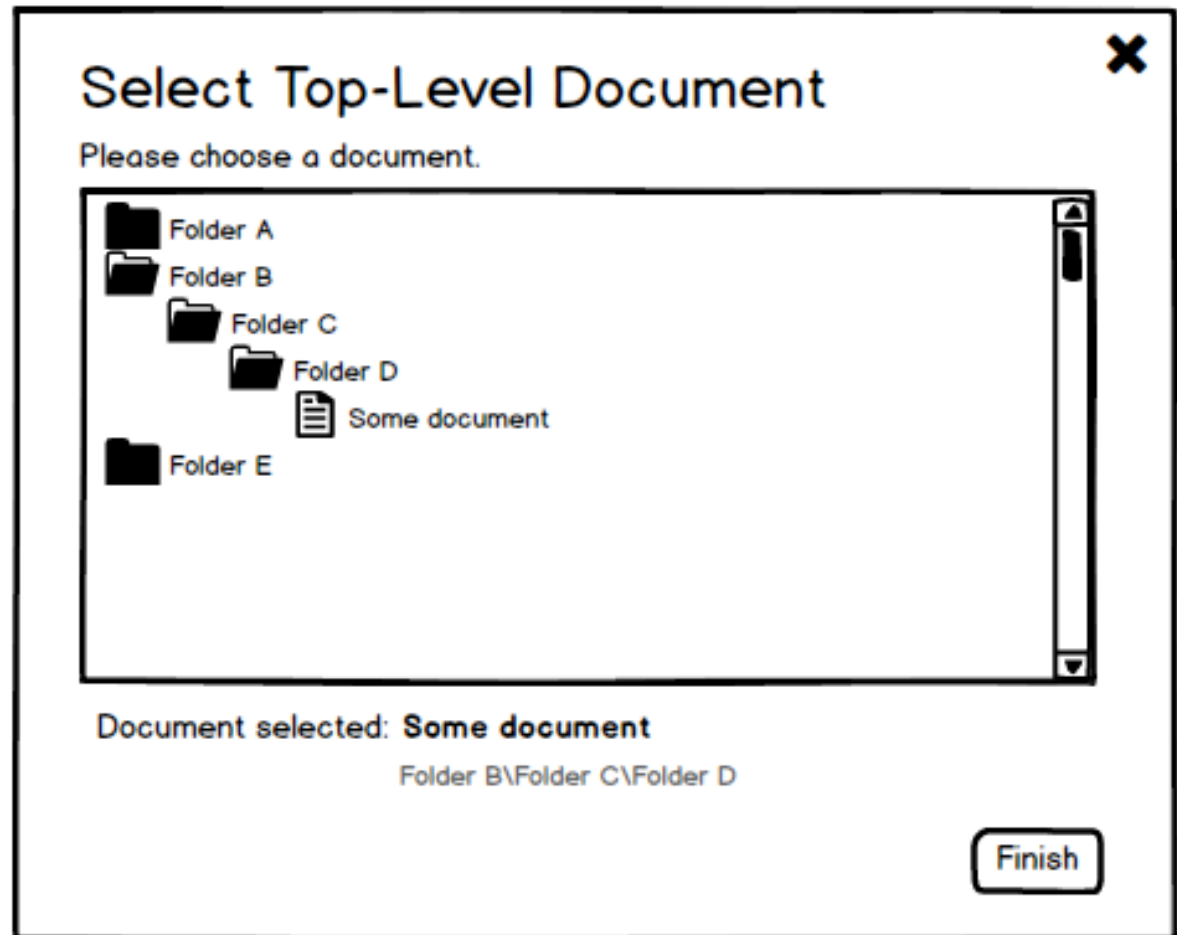 Select Top-Level Document
Please choose a document.
Folder A
Folder B
Folder C
Folder D
Some document
Folder E
Document selected: Some document
Folder B\Folder C\Folder D
Finish